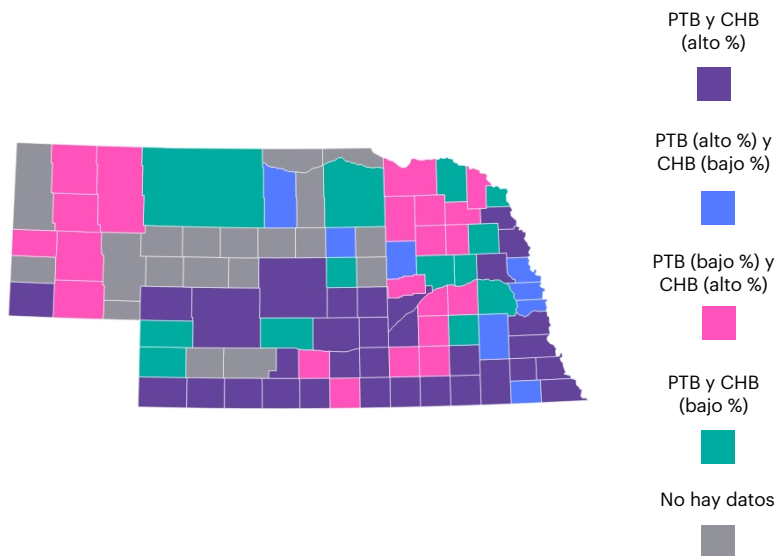 PTB y CHB
(alto %)
PTB (alto %) y
CHB (bajo %)
PTB (bajo %) y
CHB (alto %)
PTB y CHB
(bajo %)
No hay datos